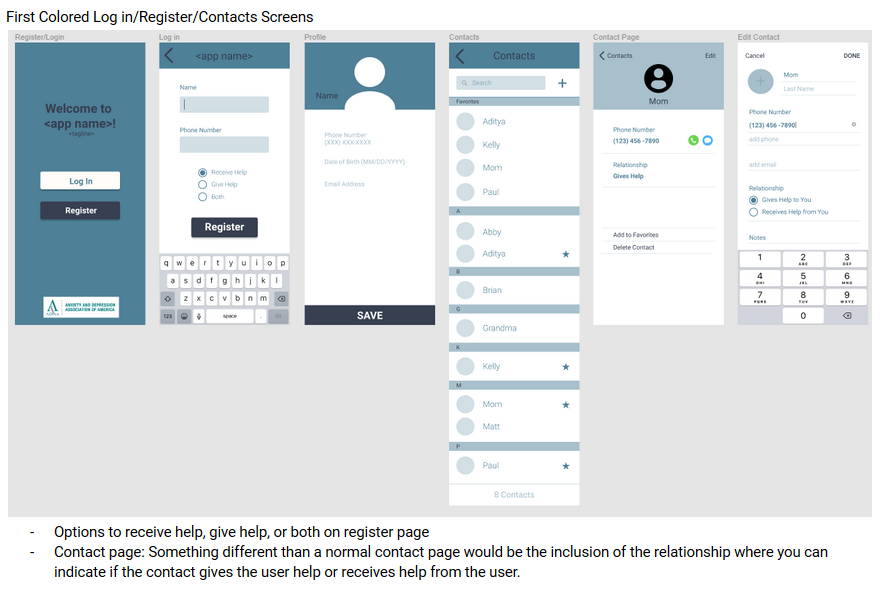 First Colored Log in/Register/Contacts Screens
Register/Login
Welcome to
<app name>!
<tagline>
Log In
Register
ANXIETY AND DEPRESSION
ASSOCIATION OF AMERICA
Log in
<app name>
Name
Phone Number
Receive Help
Give Help
Both
Register
q w e r t y u i o p
a s d f g h j k l
z x c v b n m
123 space . Go
Profile
Name
Phone Number
(XXX) XXX-XXXX
Date of Birth (MM/DD/YYYY)
Email Address
SAVE
Contacts
Contacts
Search +
Favorites
Aditya
Kelly
Mom
Paul
A
Abby
Aditya ★
B
Brian
G
Grandma
K
Kelly ★
M
Mom ★
Matt
P
Paul ★
8 Contacts
Contact Page
Contacts Edit
Mom
Phone Number
(123) 456 -7890
Relationship
Gives Help
Add to Favorites
Delete Contact
Edit Contact
Cancel DONE
+ Mom
Last Name
Phone Number
(123) 456 -7890
add phone
add email
Relationship
Gives Help to You
Receives Help from You
Notes
1 2 3
ABC DEF
4 5 6
GHI JKL MNO
7 8 9
PQRS TUV WXYZ
0
- Options to receive help, give help, or both on register page
- Contact page: Something different than a normal contact page would be the inclusion of the relationship where you can
indicate if the contact gives the user help or receives help from the user.